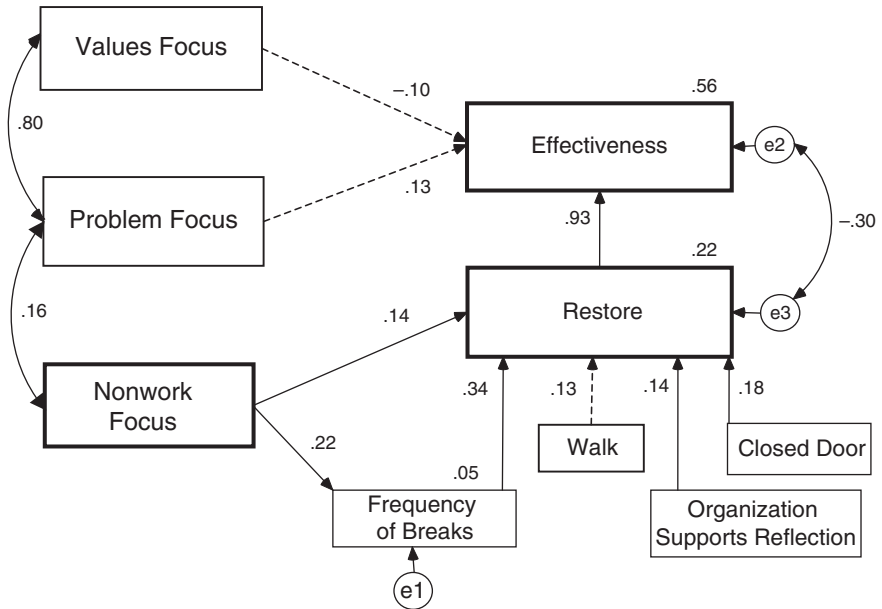 Values Focus
.80
Problem Focus
.16
Nonwork
Focus
–.10
.13
.56
Effectiveness
e2
.93
–.30
.22
Restore
e3
.14
.34
.13
.14
.18
Walk
Closed Door
.22
.05
Frequency
of Breaks
Organization
Supports Reflection
e1